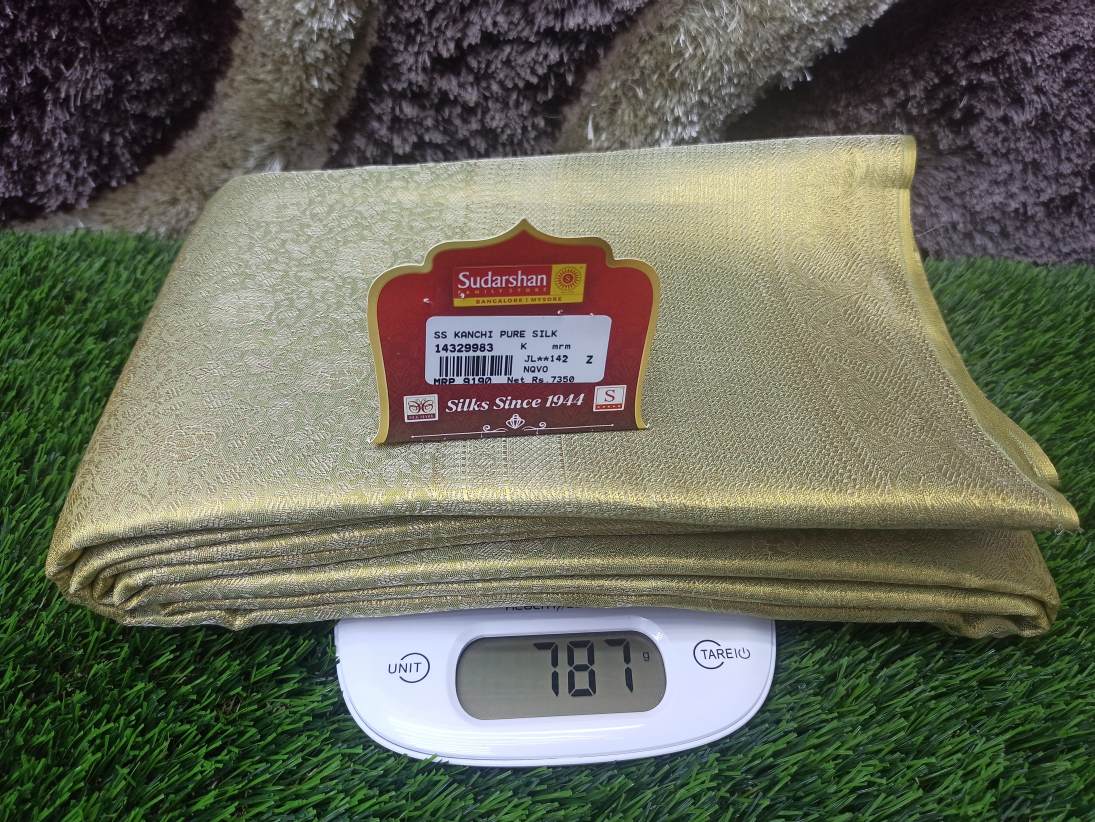 Sudarshan
FAMILY STORE
BANGALORE | MYSORE
SS KANCHI PURE SILK
14329983 K mrm
JL**142 Z
NQVO
MRP 9190 Net Rs.7350
Silks Since 1944
S
UNIT
787 g
TARE